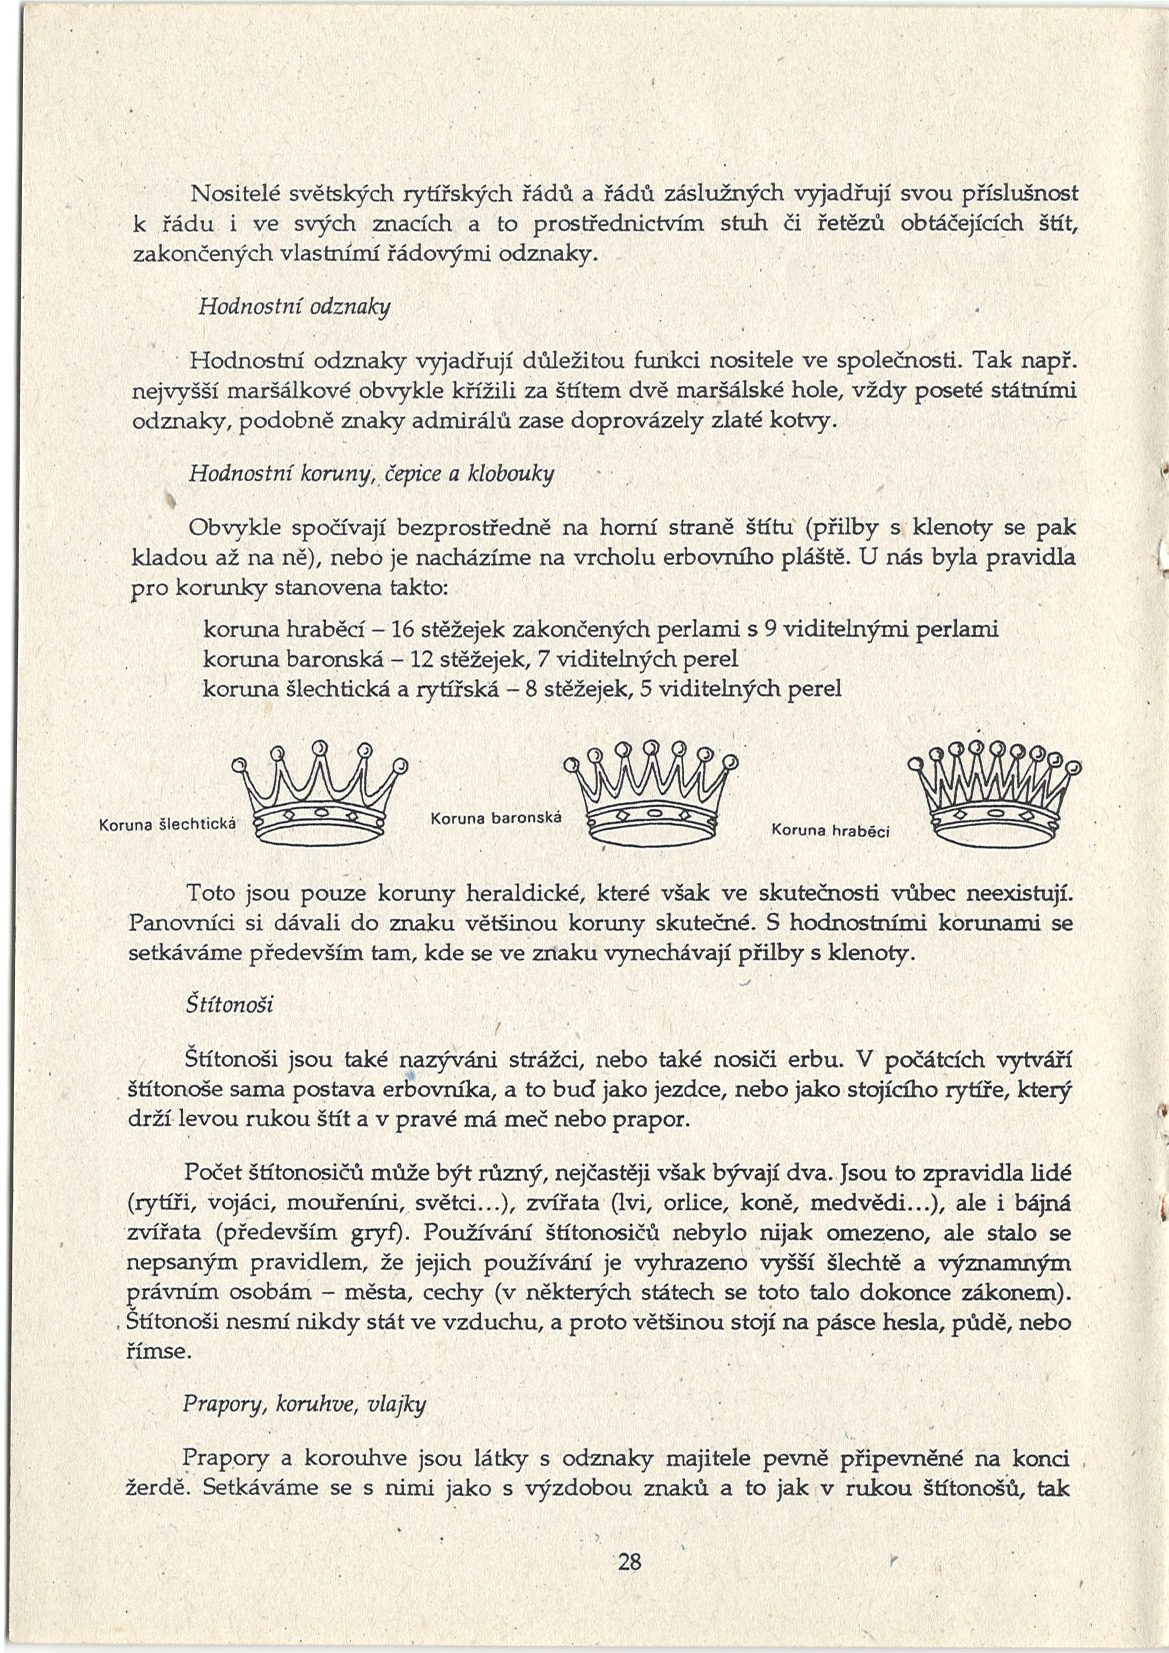 Nositelé světských rytířských řádů a řádů záslužných vyjadřují svou příslušnost
k řádu i ve svých znacích a to prostřednictvím stuh či řetězů obtáčejících štít,
zakončených vlastními řádovými odznaky.
Hodnostní odznaky
Hodnostní odznaky vyjadřují důležitou funkci nositele ve společnosti. Tak např.
nejvyšší maršálkové obvykle křížili za štítem dvě maršálské hole, vždy poseté státními
odznaky, podobně znaky admirálů zase doprovázely zlaté kotvy.
Hodnostní koruny, čepice a klobouky
Obvykle spočívají bezprostředně na horní straně štítu (přilby s klenoty se pak
kladou až na ně), nebo je nacházíme na vrcholu erbovního pláště. U nás byla pravidla
pro korunky stanovena takto:
koruna hraběcí – 16 stěžejek zakončených perlami s 9 viditelnými perlami
koruna baronská – 12 stěžejek, 7 viditelných perel
koruna šlechtická a rytířská – 8 stěžejek, 5 viditelných perel
Koruna šlechtická
Koruna baronská
Koruna hraběci
Toto jsou pouze koruny heraldické, které však ve skutečnosti vůbec neexistují.
Panovníci si dávali do znaku většinou koruny skutečné. S hodnostními korunami se
setkáváme především tam, kde se ve znaku vynechávají přilby s klenoty.
Štítonoši
Štítonoši jsou také nazýváni strážci, nebo také nosiči erbu. V počátcích vytváří
štítonoše sama postava erbovníka, a to buď jako jezdce, nebo jako stojícího rytíře, který
drží levou rukou štít a v pravé má meč nebo prapor.
Počet štítonosičů může být různý, nejčastěji však bývají dva. Jsou to zpravidla lidé
(rytíři, vojáci, mouřeníni, světci...), zvířata (lvi, orlice, koně, medvědi...), ale i bájná
zvířata (především gryf). Používání štítonosičů nebylo nijak omezeno, ale stalo se
nepsaným pravidlem, že jejich používání je vyhrazeno vyšší šlechtě a významným
právním osobám – města, cechy (v některých státech se toto talo dokonce zákonem).
Štítonoši nesmí nikdy stát ve vzduchu, a proto většinou stojí na pásce hesla, půdě, nebo
římse.
Prapory, koruhve, vlajky
Prapory a korouhve jsou látky s odznaky majitele pevně připevněné na konci
žerdě. Setkáváme se s nimi jako s výzdobou znaků a to jak v rukou štítonošů, tak
28